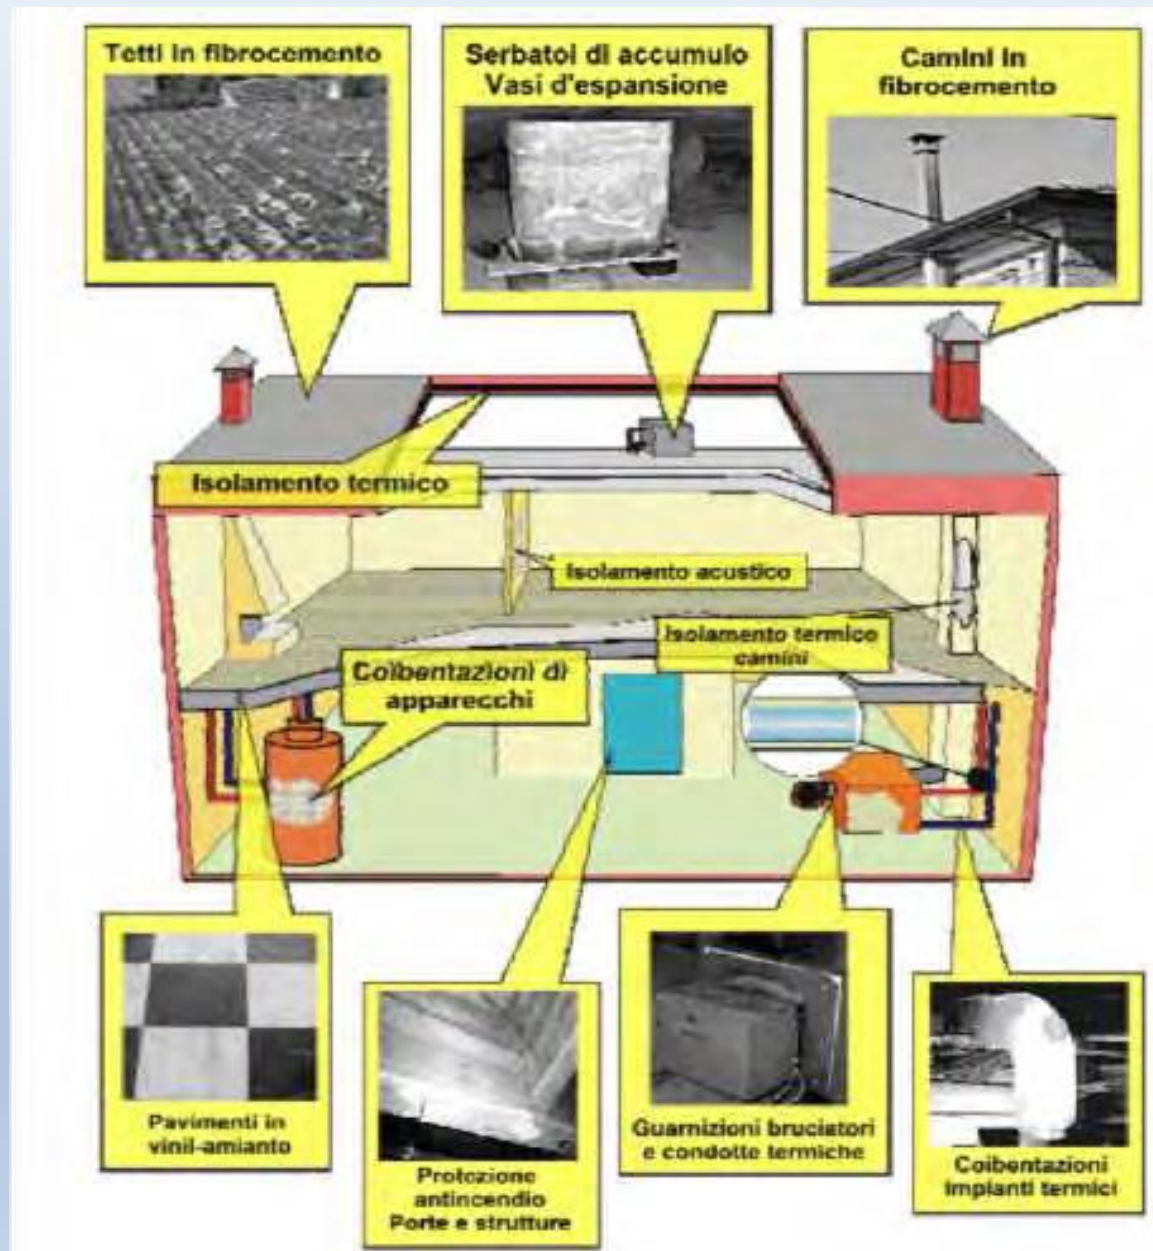 Tetti in fibrocemento
Serbatoi di accumulo
Vasi d'espansione
Camini in
fibrocemento
Isolamento termico
Isolamento acustico
Isolamento termico
camini
Coibentazioni di
apparecchi
Pavimenti in
vinil-amianto
Protezione
antincendio
Porte e strutture
Guarnizioni bruciatori
e condotte termiche
Coibentazioni
impianti termici